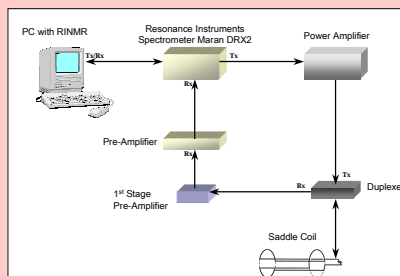 Resonance Instruments
Spectrometer Maran DRX2
Power Amplifier
PC with RINMR
Tx/Rx
Tx
Rx
Pre-Amplifier
Rx
1st Stage
Pre-Amplifier
Rx
Tx
Duplexe
Saddle Coil